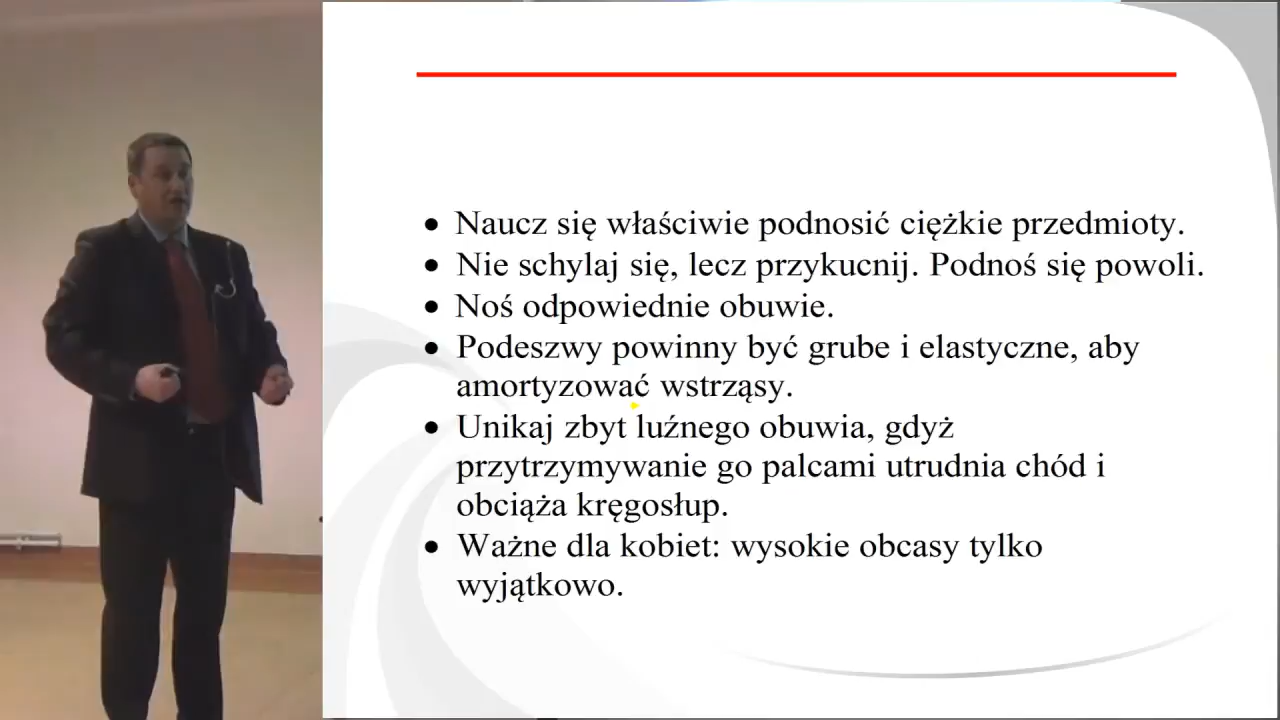 • Naucz się właściwie podnosić ciężkie przedmioty.
• Nie schylaj się, lecz przykucnij. Podnoś się powoli.
• Noś odpowiednie obuwie.
• Podeszwy powinny być grube i elastyczne, aby
amortyzować wstrząsy.
• Unikaj zbyt luźnego obuwia, gdyż
przytrzymywanie go palcami utrudnia chód i
obciąża kręgosłup.
• Ważne dla kobiet: wysokie obcasy tylko
wyjątkowo.